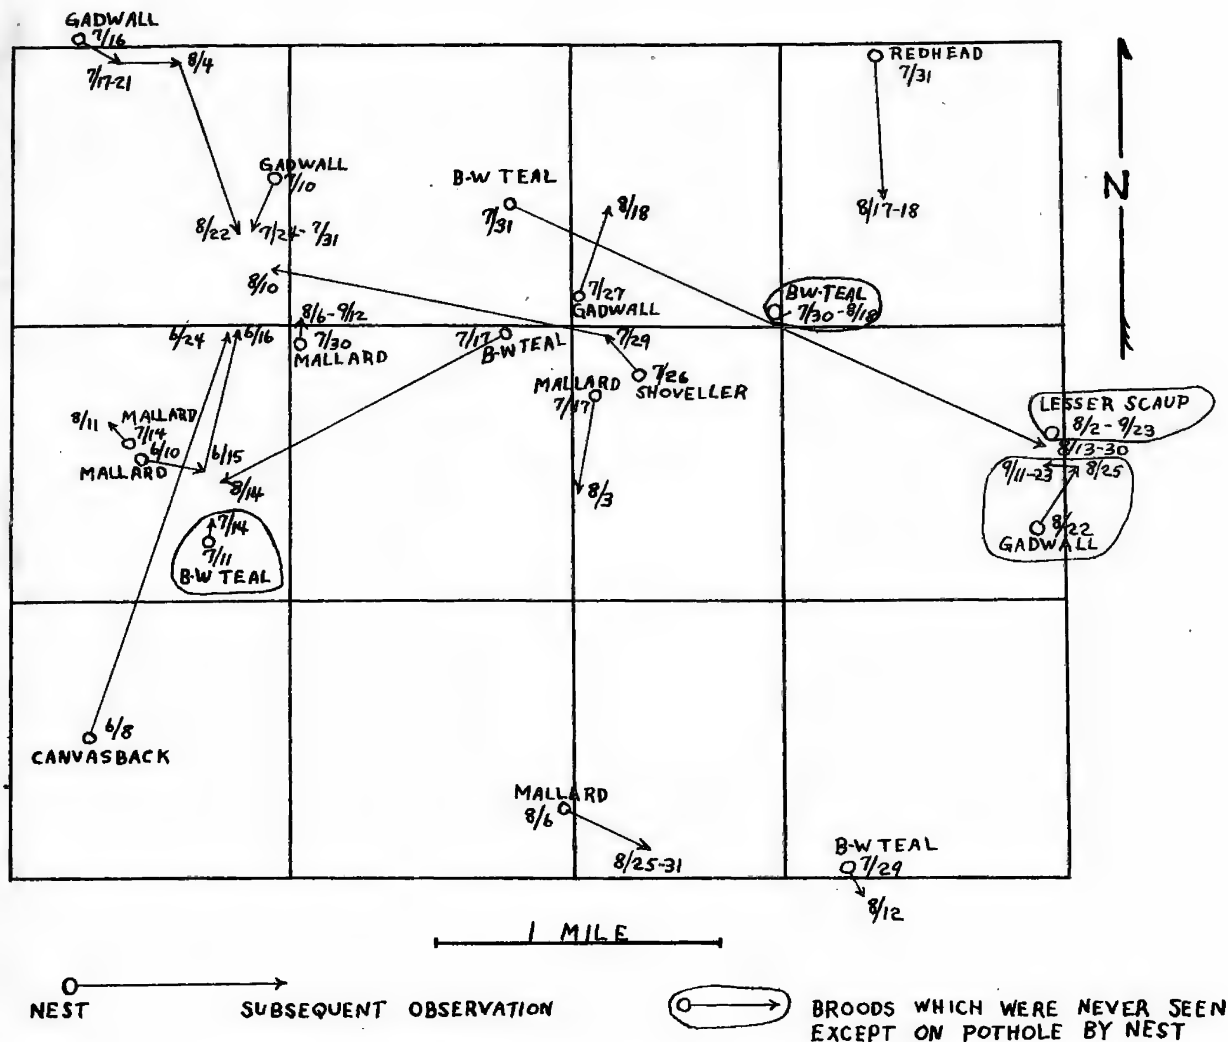 GADWALL
7/16
7/17-21
8/4
REDHEAD
7/31
N
GADWALL
7/10
B-W TEAL
7/31
8/18
8/17-18
8/22
7/24-7/31
8/10
7/27
GADWALL
BW-TEAL
7/30-8/18
6/24
6/16
8/6-9/12
7/30
MALLARD
7/17
B-W TEAL
7/29
7/26
SHOVELLER
MALLARD
7/17
8/11
MALLARD
7/14
6/10
MALLARD
6/15
8/14
LESSER SCAUP
8/2-9/23
8/13-30
9/11-23
8/25
8/22
GADWALL
8/3
7/14
7/11
B-W TEAL
6/8
CANVASBACK
MALLARD
8/6
8/25-31
B-W TEAL
7/29
8/12
1 MILE
NEST
SUBSEQUENT OBSERVATION
BROODS WHICH WERE NEVER SEEN
EXCEPT ON POTHOLE BY NEST